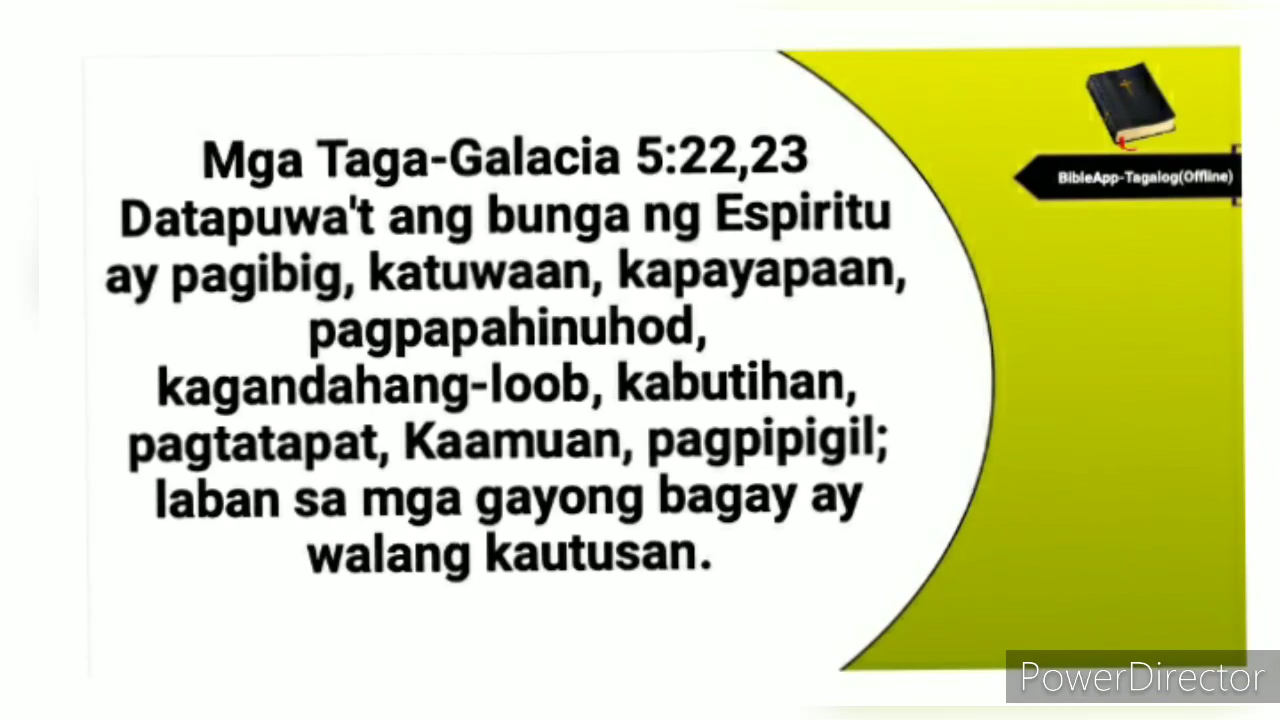 Mga Taga-Galacia 5:22,23
Datapuwa't ang bunga ng Espiritu
ay pagibig, katuwaan, kapayapaan,
pagpapahinuhod,
kagandahang-loob, kabutihan,
pagtatapat, Kaamuan, pagpipigil;
laban sa mga gayong bagay ay
walang kautusan.
BibleApp-Tagalog(Offline)
PowerDirector